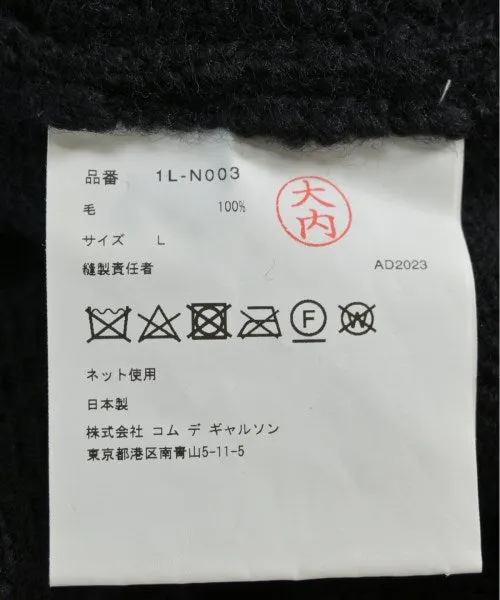 品番 1L-N003
毛 100%
大内
サイズ L
縫製責任者 AD2023
F W
ネット使用
日本製
株式会社 コム デ ギャルソン
東京都港区南青山5-11-5